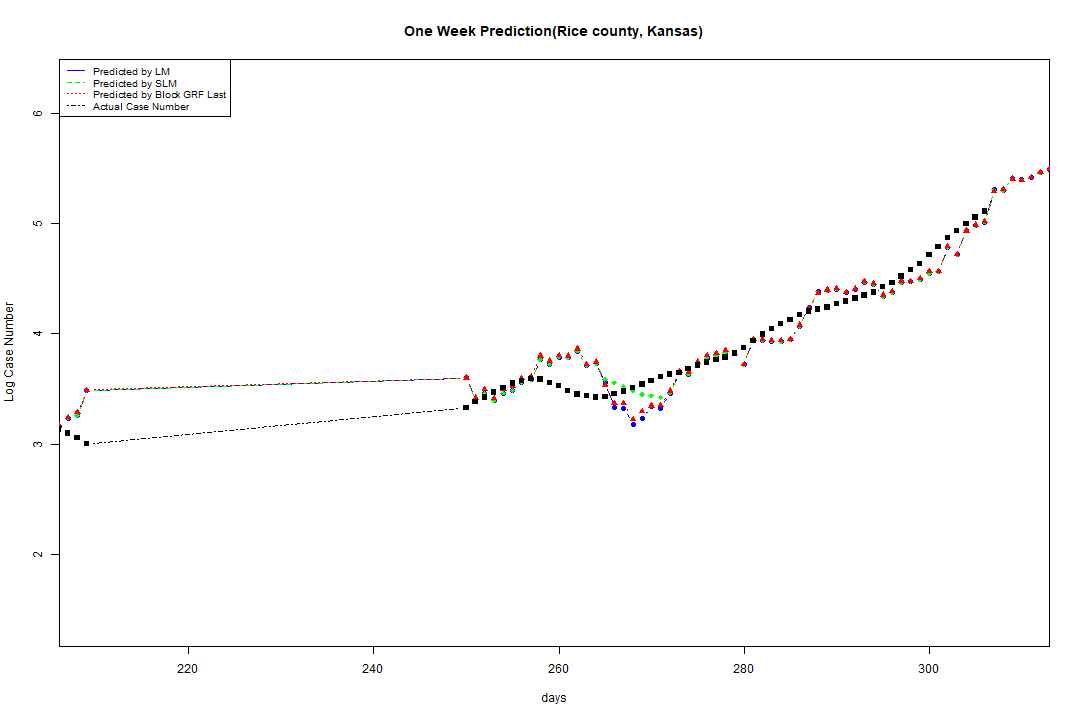 One Week Prediction(Rice county, Kansas)
Predicted by LM
Predicted by SLM
Predicted by Block GRF Last
Actual Case Number
6
5
4
3
2
Log Case Number
220 240 260 280 300
days